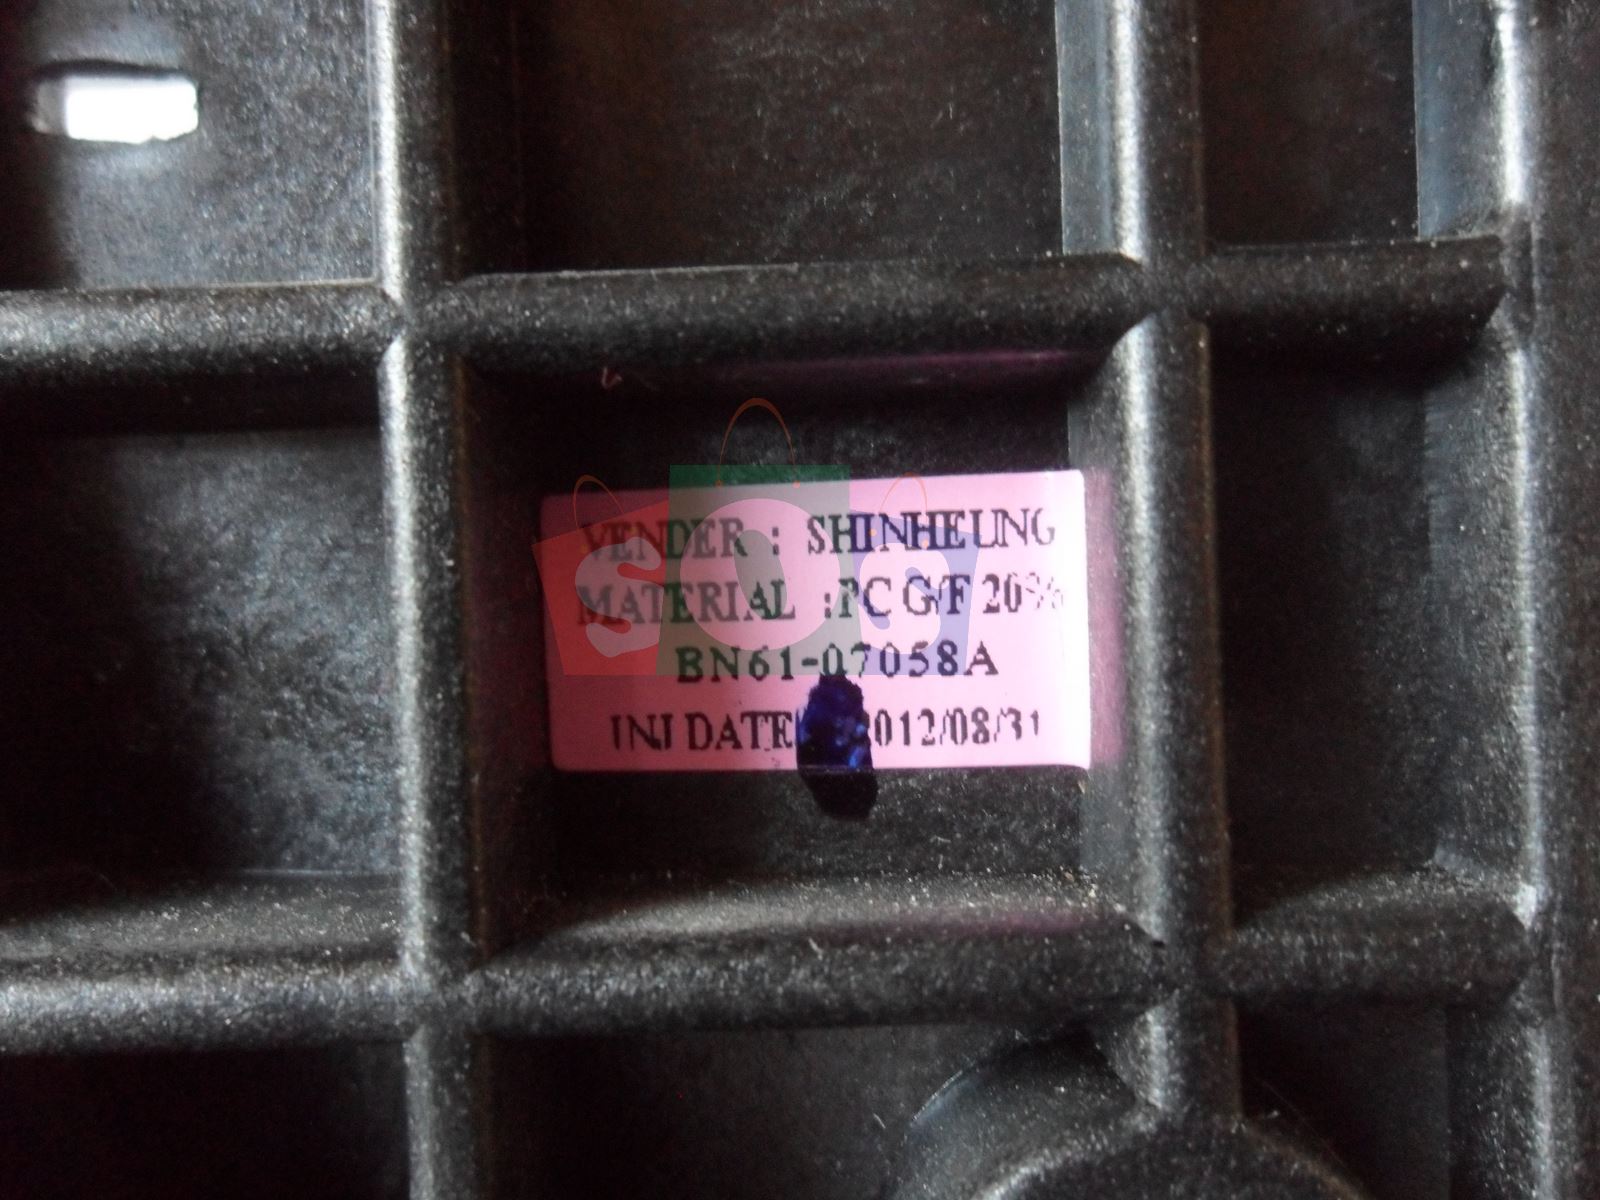 VENDER : SHINHEUNG
MATERIAL :PC G/F 20%
BN61-07058A
INJ DATE 2012/08/31